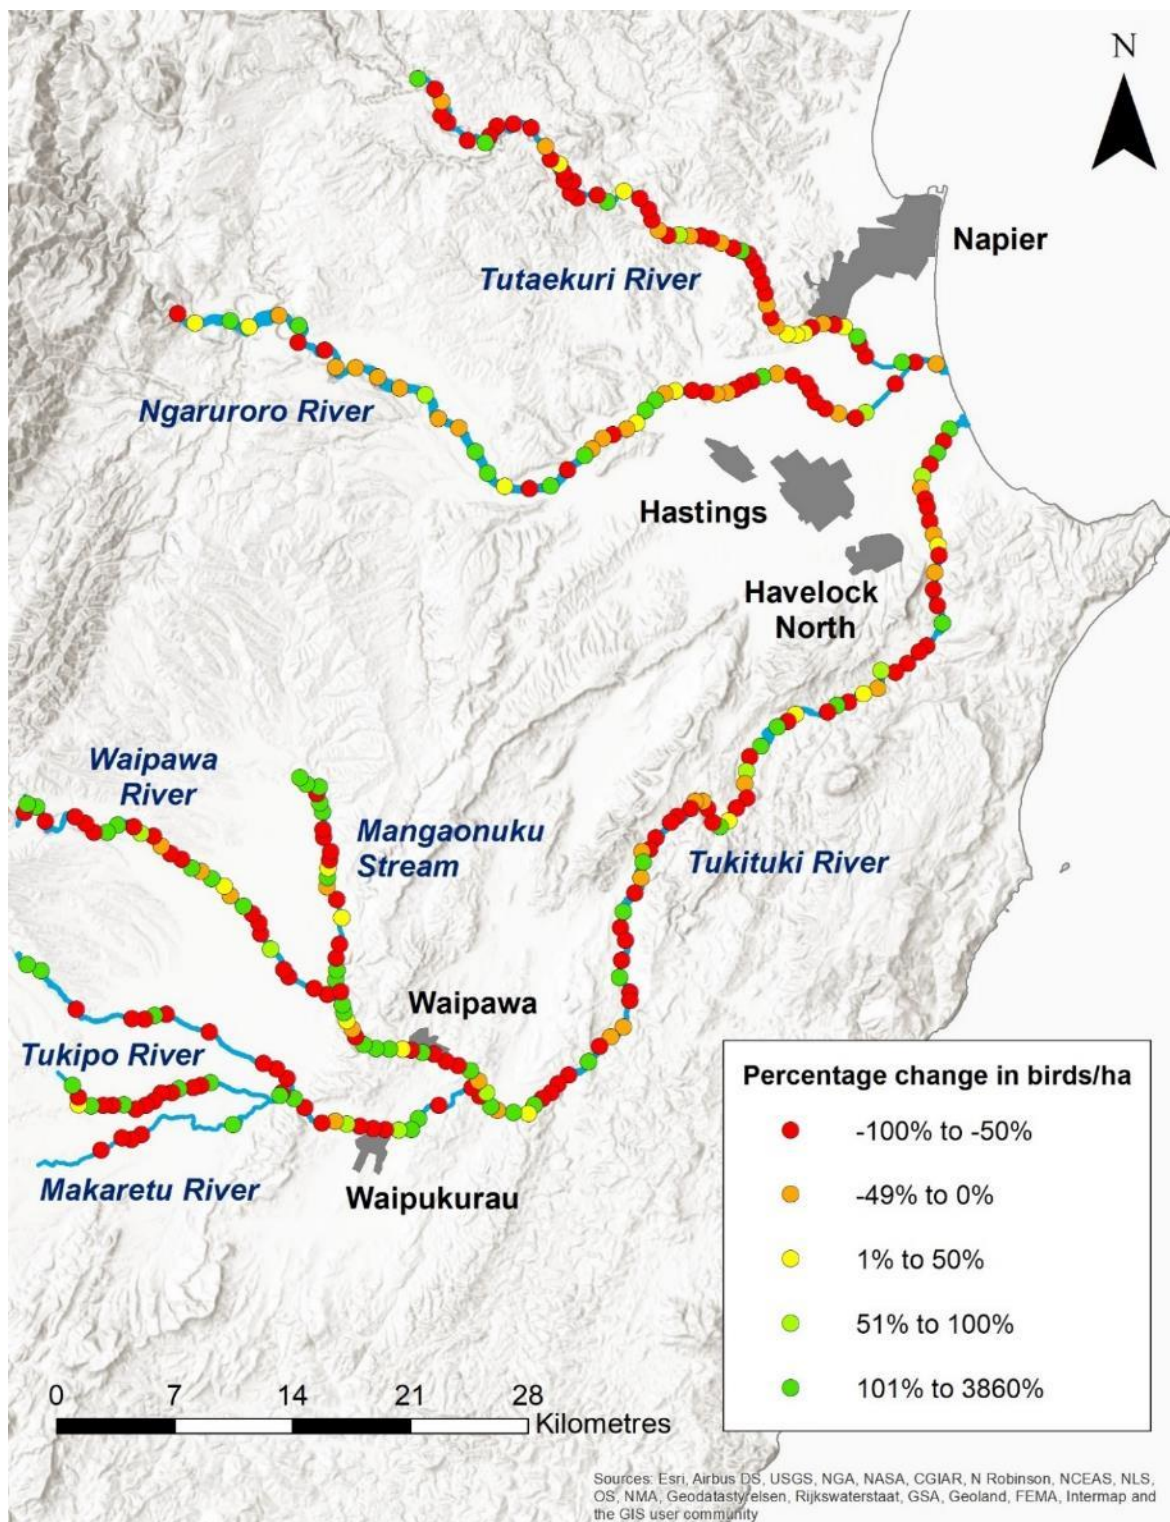 N
Napier
Tutaekuri River
Ngaruroro River
Hastings
Havelock
North
Waipawa
River
Mangaonuku
Stream
Tukituki River
Waipawa
Tukipo River
Makaretu River
Waipukurau
Percentage change in birds/ha
-100% to -50%
-49% to 0%
1% to 50%
51% to 100%
101% to 3860%
0 7 14 21 28
Kilometres
Sources: Esri, Airbus DS, USGS, NGA, NASA, CGIAR, N Robinson, NCEAS, NLS,
OS, NMA, Geodatastyrelsen, Rijkswaterstaat, GSA, Geoland, FEMA, Intermap and
the GIS user community